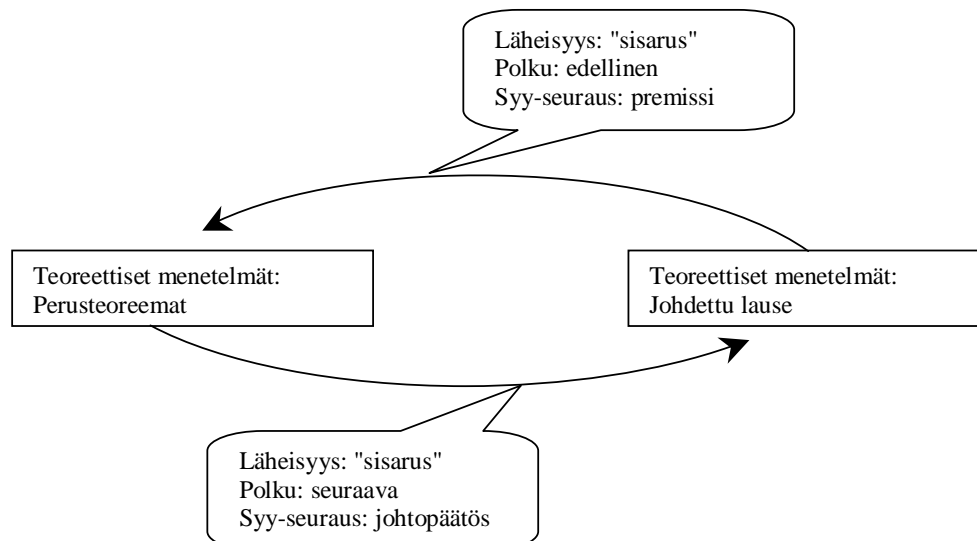 Läheisyys: "sisarus"
Polku: edellinen
Syy-seuraus: premissi
Teoreettiset menetelmät:
Perusteoreemat
Teoreettiset menetelmät:
Johdettu lause
Läheisyys: "sisarus"
Polku: seuraava
Syy-seuraus: johtopäätös